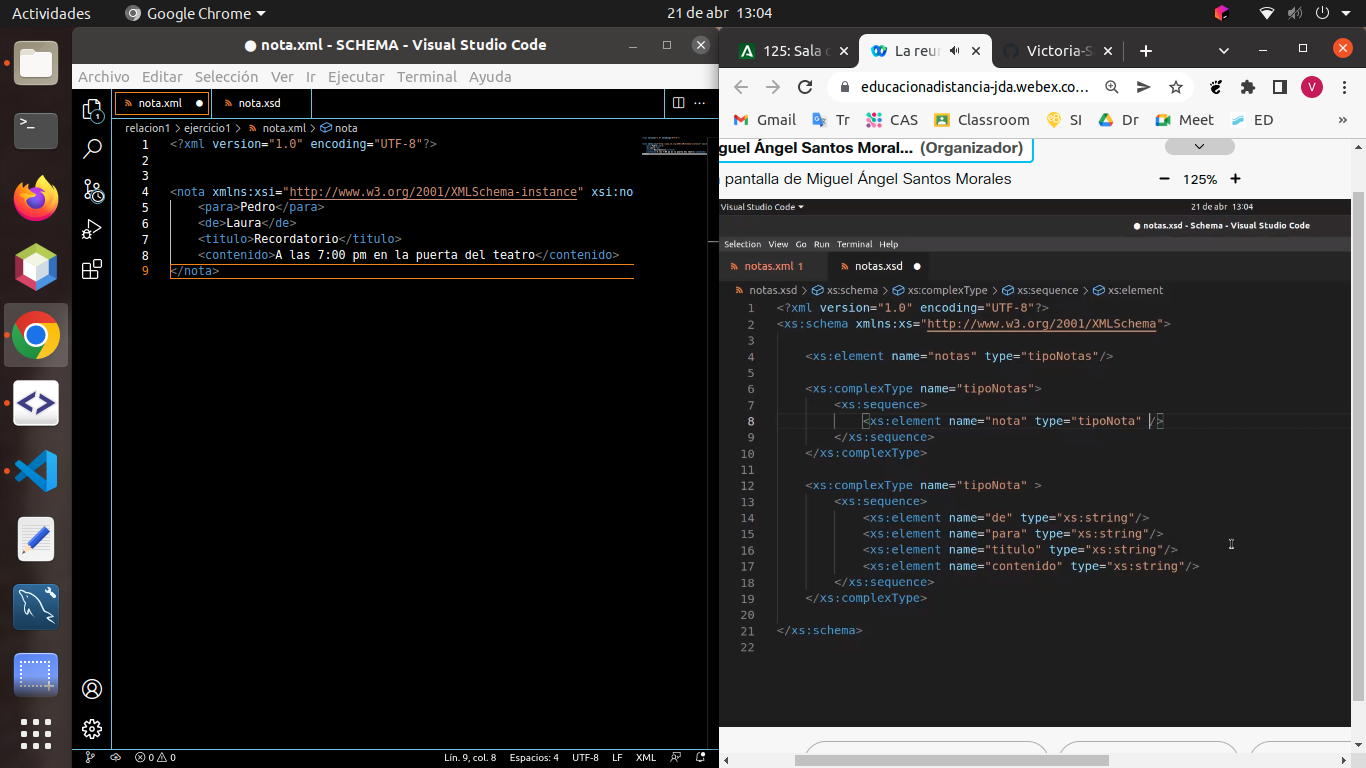 Actividades
Google Chrome
21 de abr 13:04
nota.xml - SCHEMA - Visual Studio Code
Archivo Editar Selección Ver Ir Ejecutar Terminal Ayuda
nota.xml
nota.xsd
relacion1 > ejercicio1 > nota.xml > nota
1 <?xml version="1.0" encoding="UTF-8"?>
2
3
4 <nota xmlns:xsi="http://www.w3.org/2001/XMLSchema-instance" xsi:no
5 <para>Pedro</para>
6 <de>Laura</de>
7 <titulo>Recordatorio</titulo>
8 <contenido>A las 7:00 pm en la puerta del teatro</contenido>
9 </nota>
1
0 0
Lín. 9, col. 8 Espacios: 4 UTF-8 LF XML
125: Sala
La reu
Victoria-S
educacionadistancia-jda.webex.co...
V
Gmail Tr CAS Classroom SI Dr Meet ED »
guel Ángel Santos Moral... (Organizador)
pantalla de Miguel Ángel Santos Morales
125%
Visual Studio Code
21 de abr 13:04
notas.xsd - Schema - Visual Studio Code
Selection View Go Run Terminal Help
notas.xml 1
notas.xsd
notas.xsd > xs:schema > xs:complexType > xs:sequence > xs:element
1 <?xml version="1.0" encoding="UTF-8"?>
2 <xs:schema xmlns:xs="http://www.w3.org/2001/XMLSchema">
3
4 <xs:element name="notas" type="tipoNotas"/>
5
6 <xs:complexType name="tipoNotas">
7 <xs:sequence>
8 <xs:element name="nota" type="tipoNota" />
9 </xs:sequence>
10 </xs:complexType>
11
12 <xs:complexType name="tipoNota" >
13 <xs:sequence>
14 <xs:element name="de" type="xs:string"/>
15 <xs:element name="para" type="xs:string"/>
16 <xs:element name="titulo" type="xs:string"/>
17 <xs:element name="contenido" type="xs:string"/>
18 </xs:sequence>
19 </xs:complexType>
20
21 </xs:schema>
22